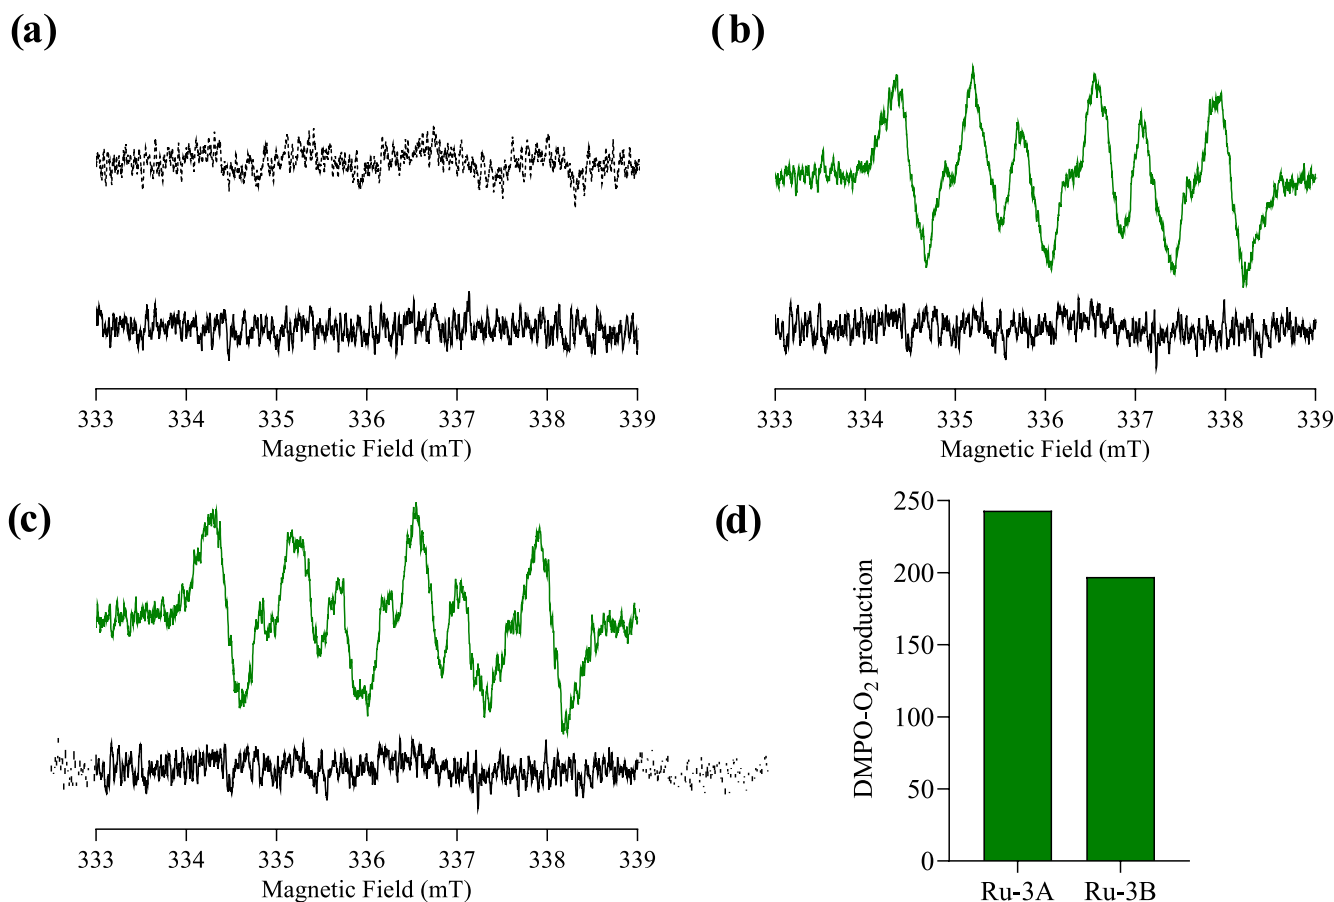 (a)
333 334 335 336 337 338 339
Magnetic Field (mT)
(b)
333 334 335 336 337 338 339
Magnetic Field (mT)
(c)
333 334 335 336 337 338 339
Magnetic Field (mT)
(d)
DMPO-O₂ production
250
200
150
100
50
0
Ru-3A Ru-3B